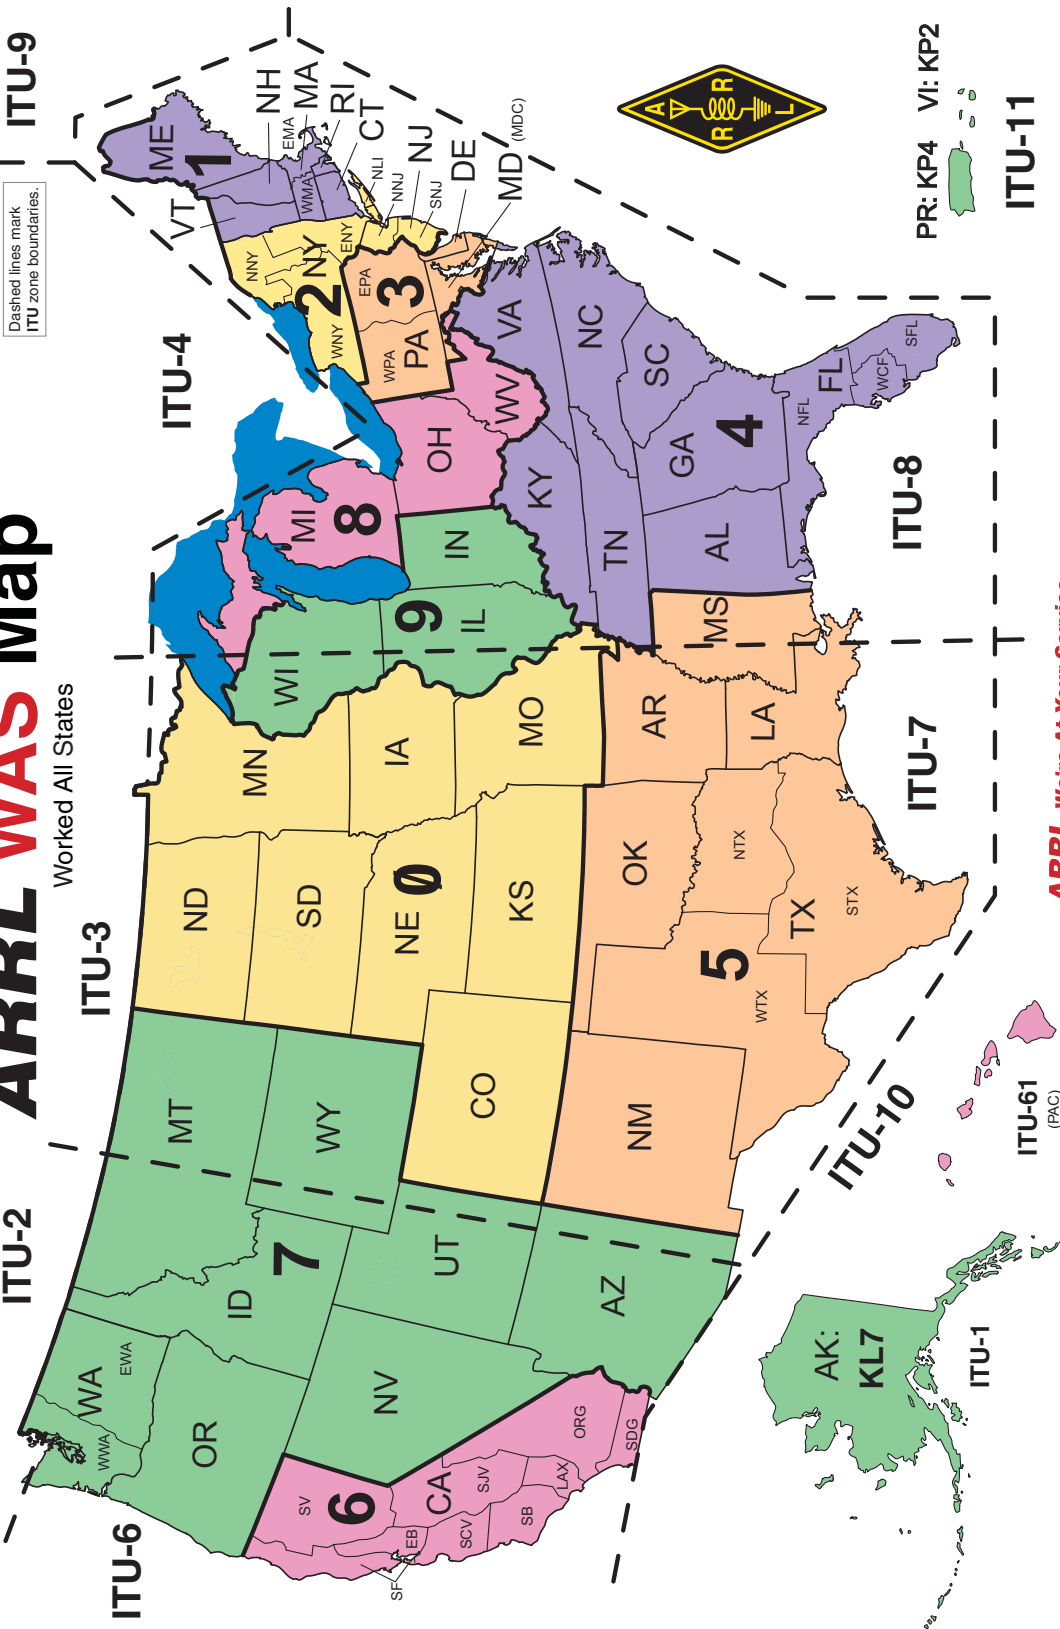 ARRL WAS Map
Worked All States
Dashed lines mark
ITU zone boundaries.
ITU-6
ITU-2
ITU-3
ITU-4
ITU-9
WWA
WA
EWA
OR
ID
7
MT
WY
NV
UT
AZ
SV
6
CA
EB
SF
SCV
SJV
SB
LAX
ORG
SDG
ND
SD
NE
Ø
KS
CO
MN
IA
MO
WI
9
IL
IN
MI
8
OH
WV
NM
OK
AR
LA
MS
5
TX
NTX
WTX
STX
KY
TN
AL
GA
4
SC
NC
VA
FL
NFL
WCF
SFL
WPA
EPA
PA
3
NNY
WNY
2
NY
ENY
VT
ME
1
NH
EMA
MA
WMA
RI
CT
NLI
NNJ
NJ
SNJ
DE
MD (MDC)
AK:
KL7
ITU-1
ITU-61
(PAC)
ITU-10
ITU-7
ITU-8
PR: KP4 VI: KP2
ITU-11
A
R R
L
ARRL We're At Your Service